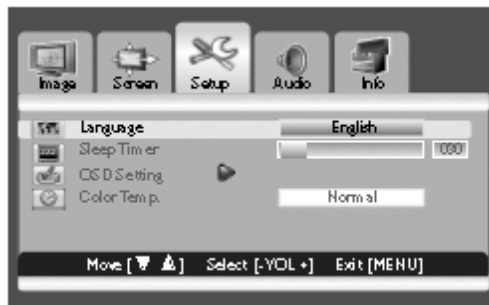 Image Screen Setup Audio Info
Language English
Sleep Timer 030
OSD Setting
Color Temp. Normal
Move [▼ ▲] Select [-VOL +] Exit [MENU]